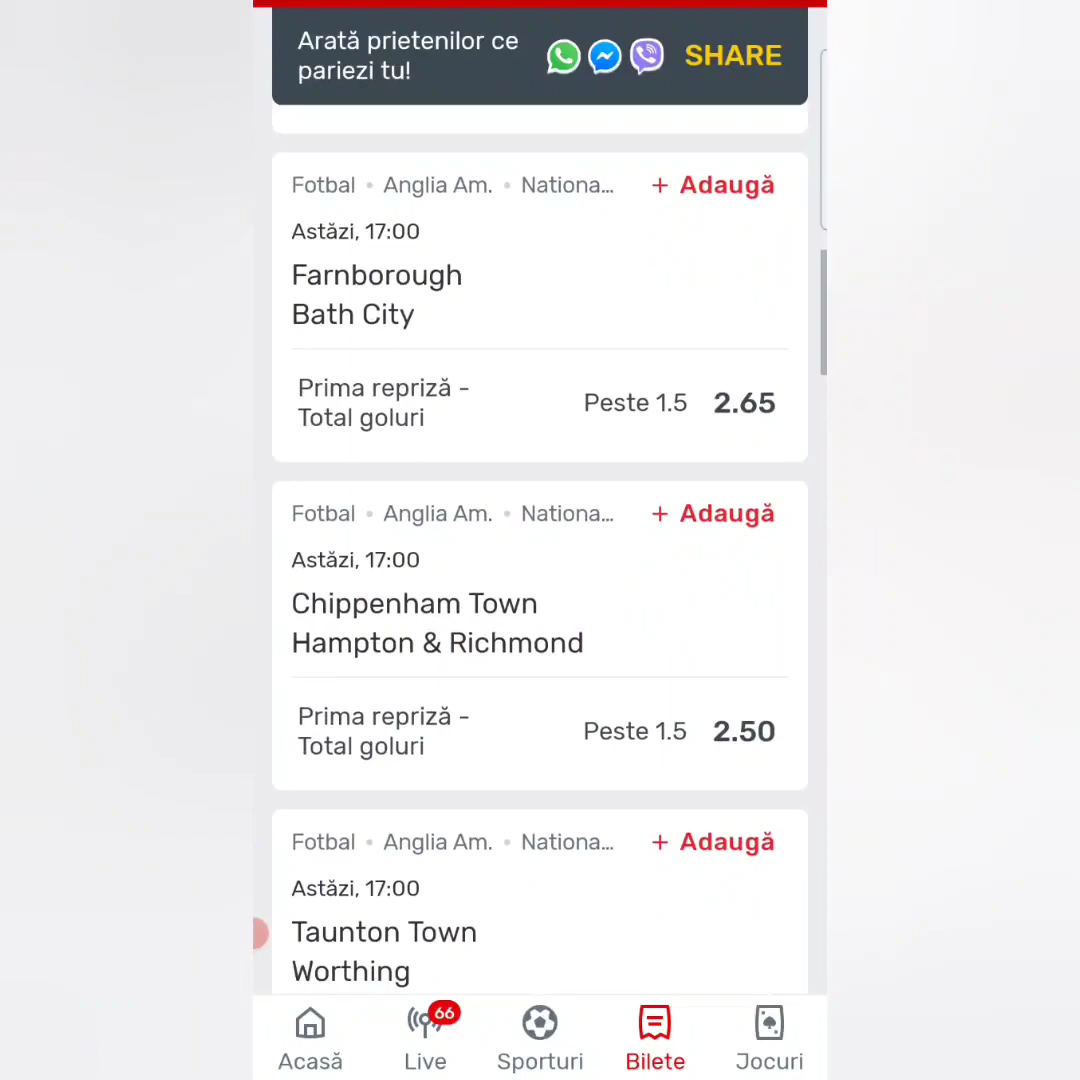 Arată prietenilor ce
pariezi tu!
SHARE
Fotbal • Anglia Am. • Nationa... + Adaugă
Astăzi, 17:00
Farnborough
Bath City
Prima repriză -
Total goluri
Peste 1.5 2.65
Fotbal • Anglia Am. • Nationa... + Adaugă
Astăzi, 17:00
Chippenham Town
Hampton & Richmond
Prima repriză -
Total goluri
Peste 1.5 2.50
Fotbal • Anglia Am. • Nationa... + Adaugă
Astăzi, 17:00
Taunton Town
Worthing
66
Acasă Live Sporturi Bilete Jocuri